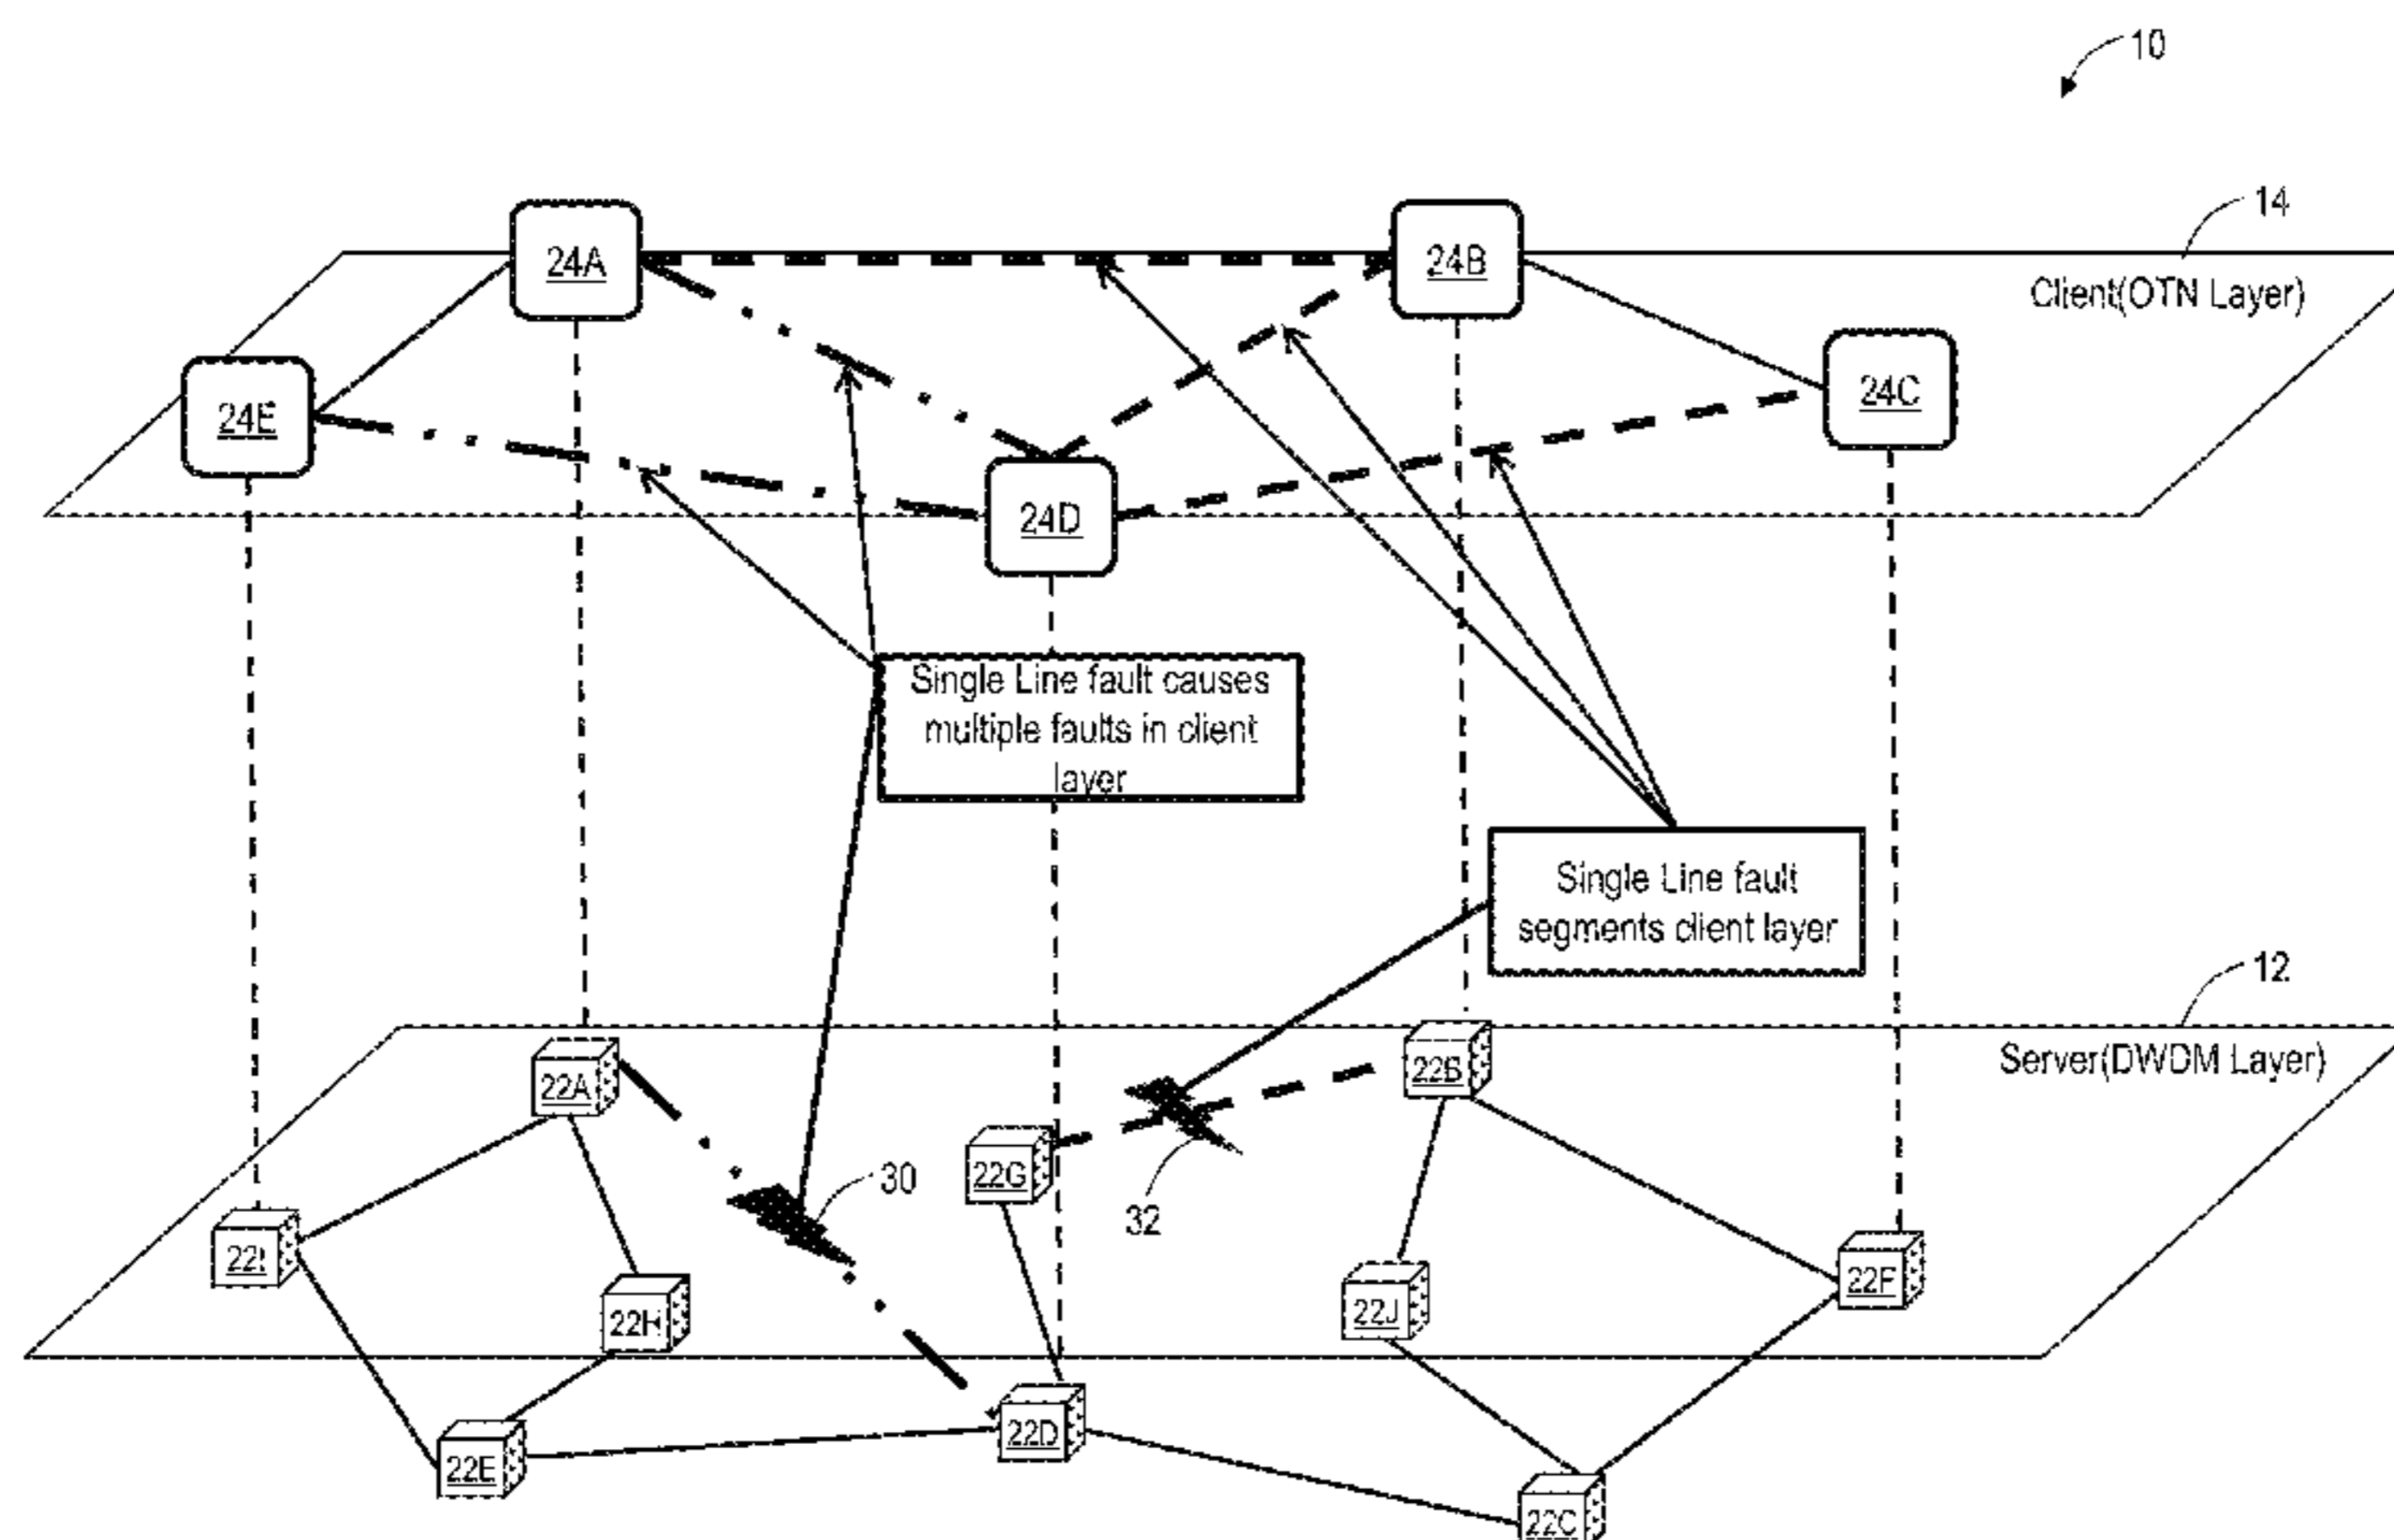 10
14
24A
24B
Client(OTN Layer)
24E
24C
24D
Single Line fault causes
multiple faults in client
layer
Single Line fault
segments client layer
12
22A
22B
Server(DWDM Layer)
22G
30
32
22I
22H
22J
22F
22D
22E
22C